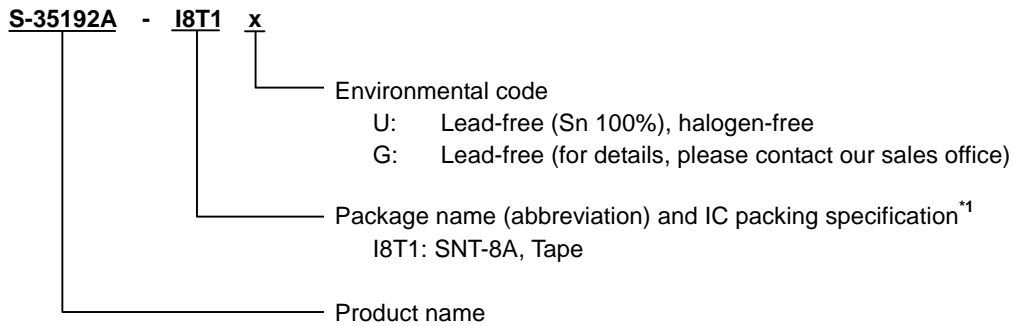 S-35192A - I8T1 x
Environmental code
U: Lead-free (Sn 100%), halogen-free
G: Lead-free (for details, please contact our sales office)
Package name (abbreviation) and IC packing specification*1
I8T1: SNT-8A, Tape
Product name